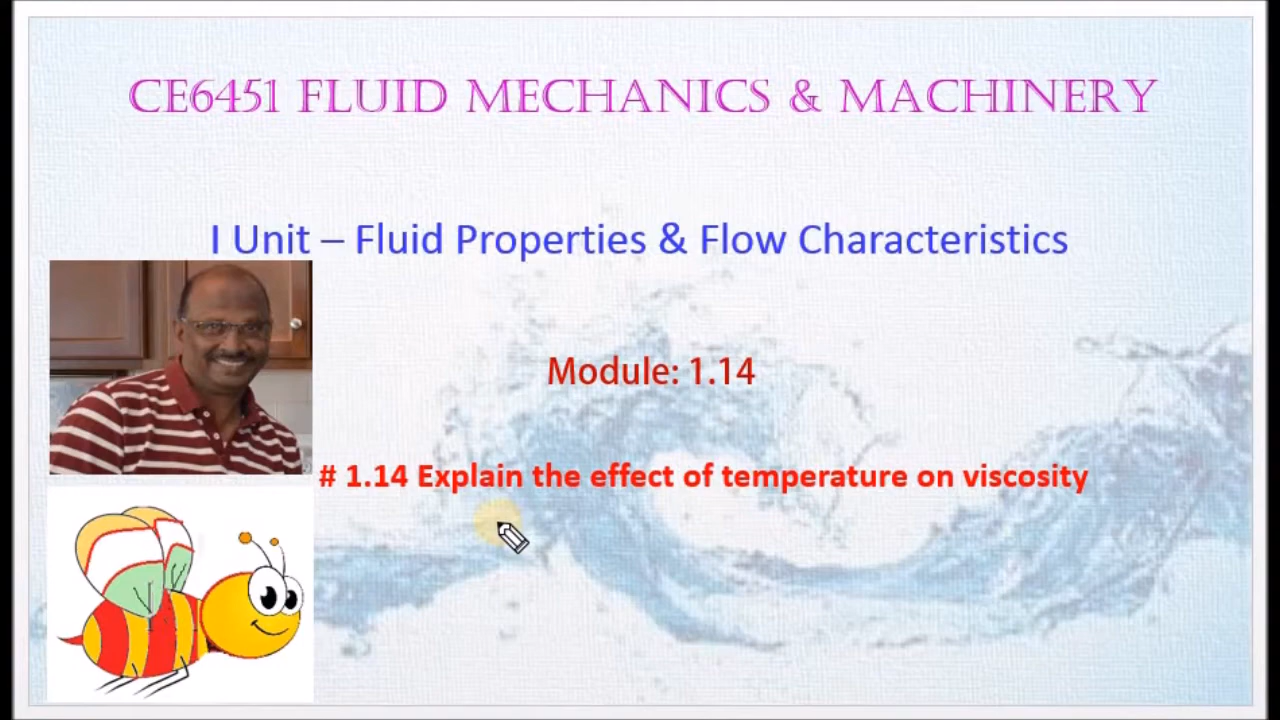 CE6451 FLUID MECHANICS & MACHINERY
I Unit – Fluid Properties & Flow Characteristics
Module: 1.14
# 1.14 Explain the effect of temperature on viscosity